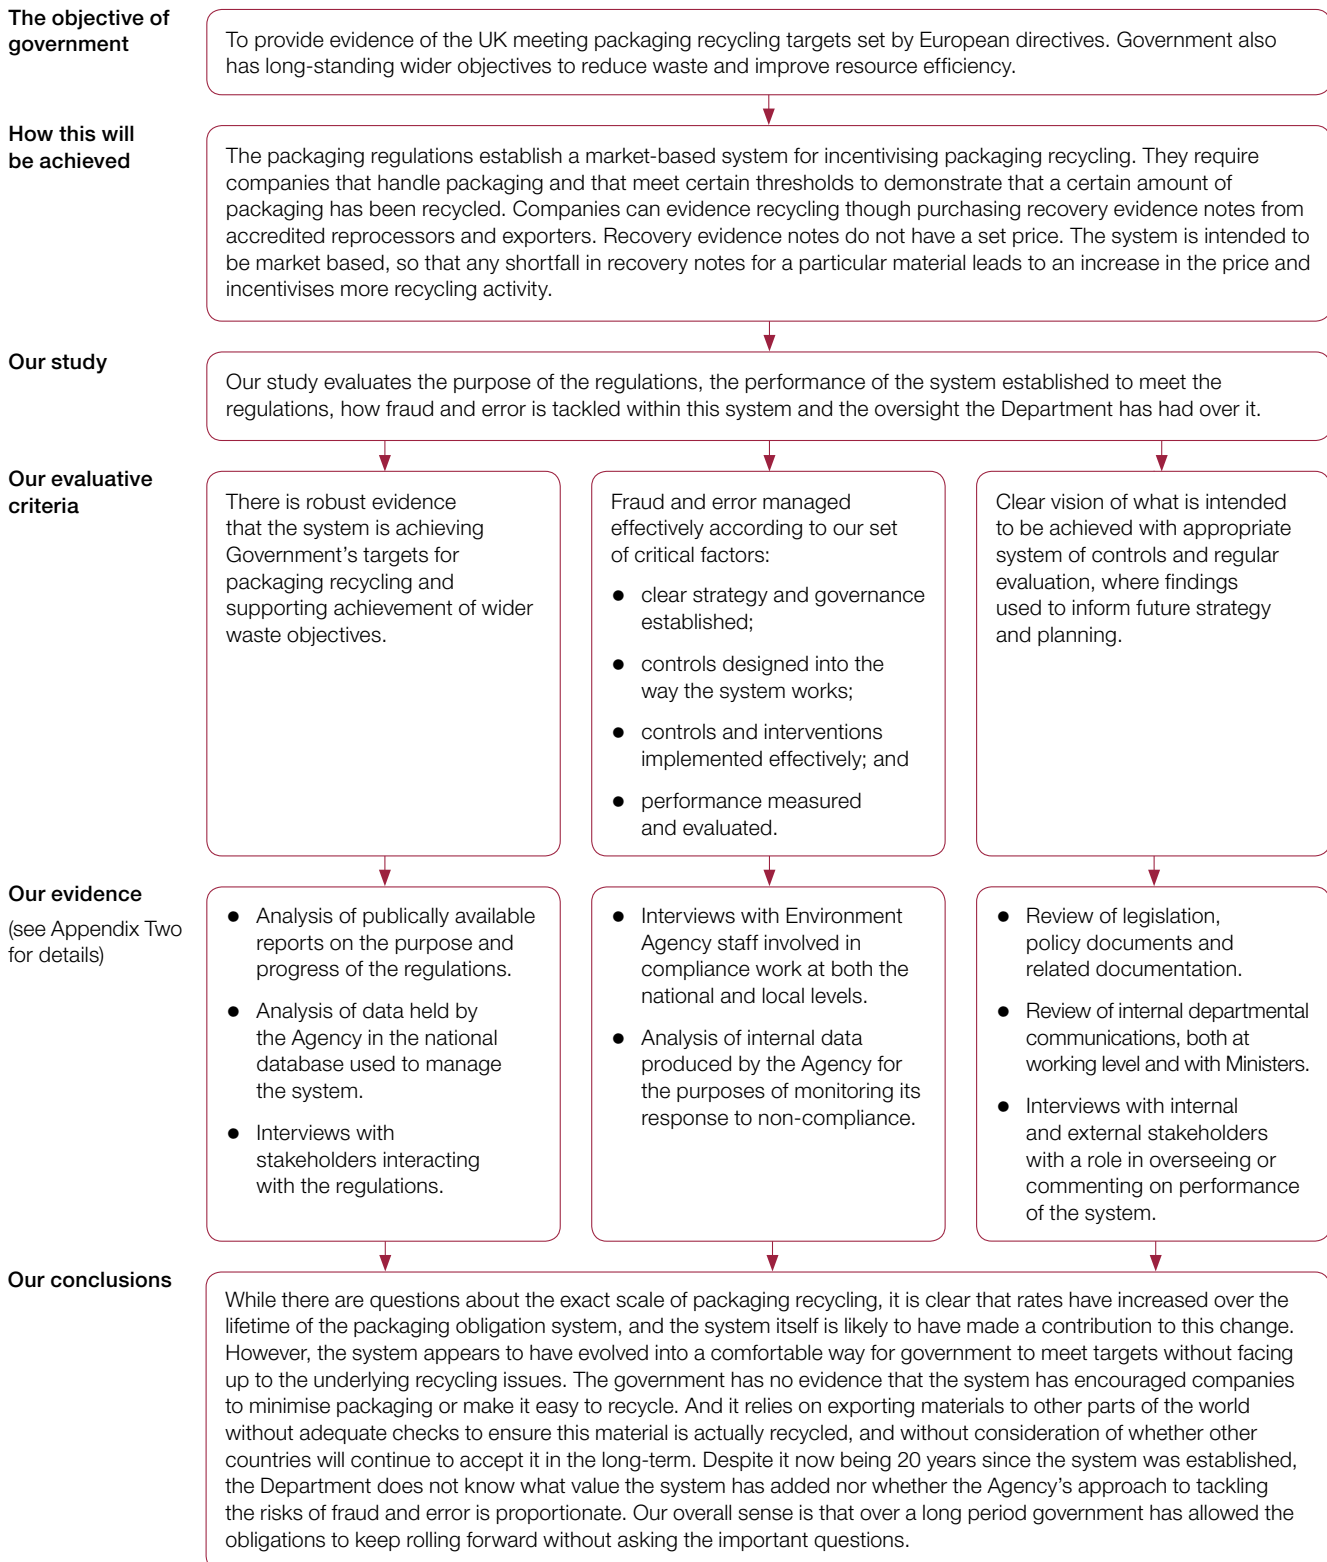 The objective of
government
To provide evidence of the UK meeting packaging recycling targets set by European directives. Government also
has long-standing wider objectives to reduce waste and improve resource efficiency.
How this will
be achieved
The packaging regulations establish a market-based system for incentivising packaging recycling. They require
companies that handle packaging and that meet certain thresholds to demonstrate that a certain amount of
packaging has been recycled. Companies can evidence recycling though purchasing recovery evidence notes from
accredited reprocessors and exporters. Recovery evidence notes do not have a set price. The system is intended to
be market based, so that any shortfall in recovery notes for a particular material leads to an increase in the price and
incentivises more recycling activity.
Our study
Our study evaluates the purpose of the regulations, the performance of the system established to meet the
regulations, how fraud and error is tackled within this system and the oversight the Department has had over it.
Our evaluative
criteria
There is robust evidence
that the system is achieving
Government's targets for
packaging recycling and
supporting achievement of wider
waste objectives.
Fraud and error managed
effectively according to our set
of critical factors:
● clear strategy and governance
established;
● controls designed into the
way the system works;
● controls and interventions
implemented effectively; and
● performance measured
and evaluated.
Clear vision of what is intended
to be achieved with appropriate
system of controls and regular
evaluation, where findings
used to inform future strategy
and planning.
Our evidence
(see Appendix Two
for details)
● Analysis of publically available
reports on the purpose and
progress of the regulations.
● Analysis of data held by
the Agency in the national
database used to manage
the system.
● Interviews with
stakeholders interacting
with the regulations.
● Interviews with Environment
Agency staff involved in
compliance work at both the
national and local levels.
● Analysis of internal data
produced by the Agency for
the purposes of monitoring its
response to non-compliance.
● Review of legislation,
policy documents and
related documentation.
● Review of internal departmental
communications, both at
working level and with Ministers.
● Interviews with internal
and external stakeholders
with a role in overseeing or
commenting on performance
of the system.
Our conclusions
While there are questions about the exact scale of packaging recycling, it is clear that rates have increased over the
lifetime of the packaging obligation system, and the system itself is likely to have made a contribution to this change.
However, the system appears to have evolved into a comfortable way for government to meet targets without facing
up to the underlying recycling issues. The government has no evidence that the system has encouraged companies
to minimise packaging or make it easy to recycle. And it relies on exporting materials to other parts of the world
without adequate checks to ensure this material is actually recycled, and without consideration of whether other
countries will continue to accept it in the long-term. Despite it now being 20 years since the system was established,
the Department does not know what value the system has added nor whether the Agency's approach to tackling
the risks of fraud and error is proportionate. Our overall sense is that over a long period government has allowed the
obligations to keep rolling forward without asking the important questions.